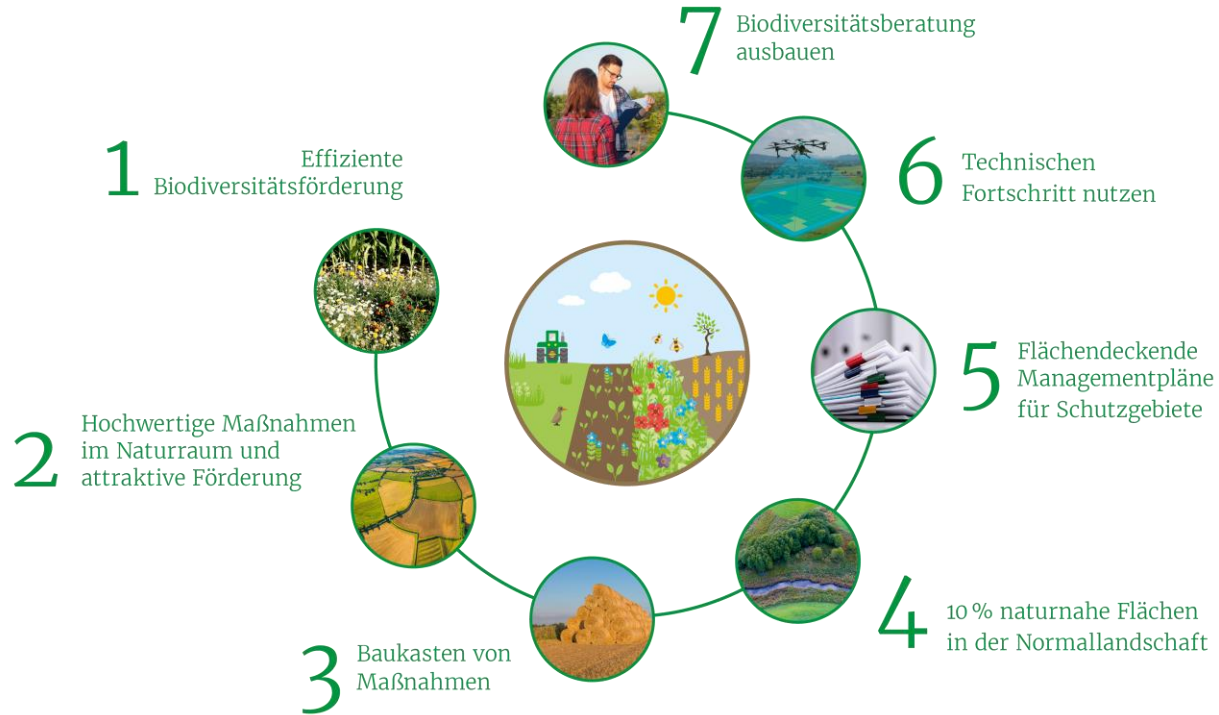 1
Effiziente
Biodiversitätsförderung
2
Hochwertige Maßnahmen
im Naturraum und
attraktive Förderung
3
Baukasten von
Maßnahmen
4
10 % naturnahe Flächen
in der Normallandschaft
5
Flächendeckende
Managementpläne
für Schutzgebiete
6
Technischen
Fortschritt nutzen
7
Biodiversitätsberatung
ausbauen